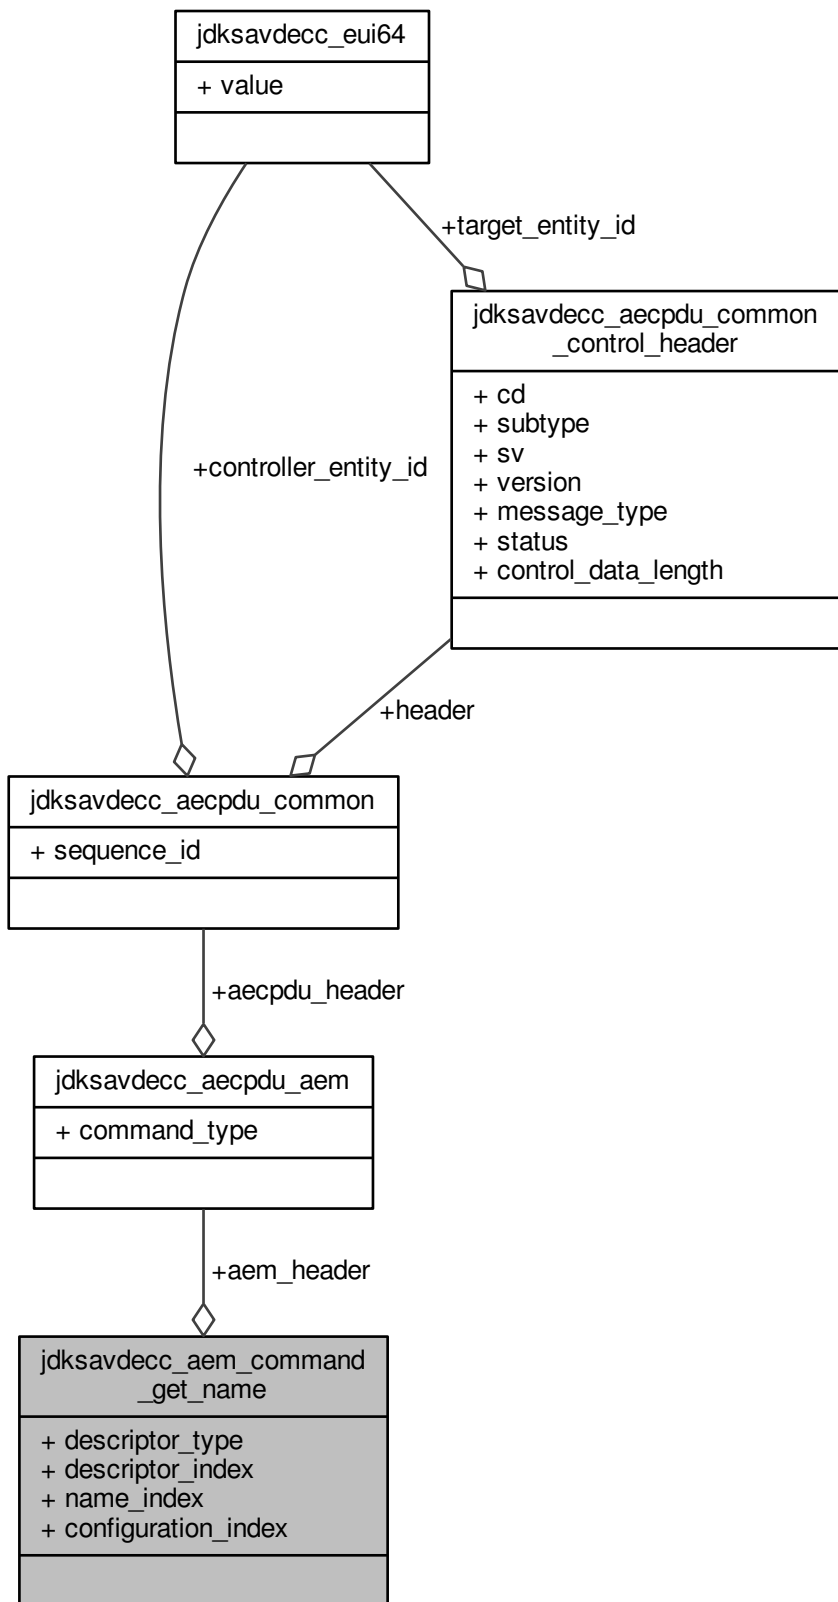 jdksavdecc_eui64
+ value
+target_entity_id
jdksavdecc_aecpdu_common
_control_header
+ cd
+ subtype
+ sv
+ version
+ message_type
+ status
+ control_data_length
+controller_entity_id
+header
jdksavdecc_aecpdu_common
+ sequence_id
+aecpdu_header
jdksavdecc_aecpdu_aem
+ command_type
+aem_header
jdksavdecc_aem_command
_get_name
+ descriptor_type
+ descriptor_index
+ name_index
+ configuration_index